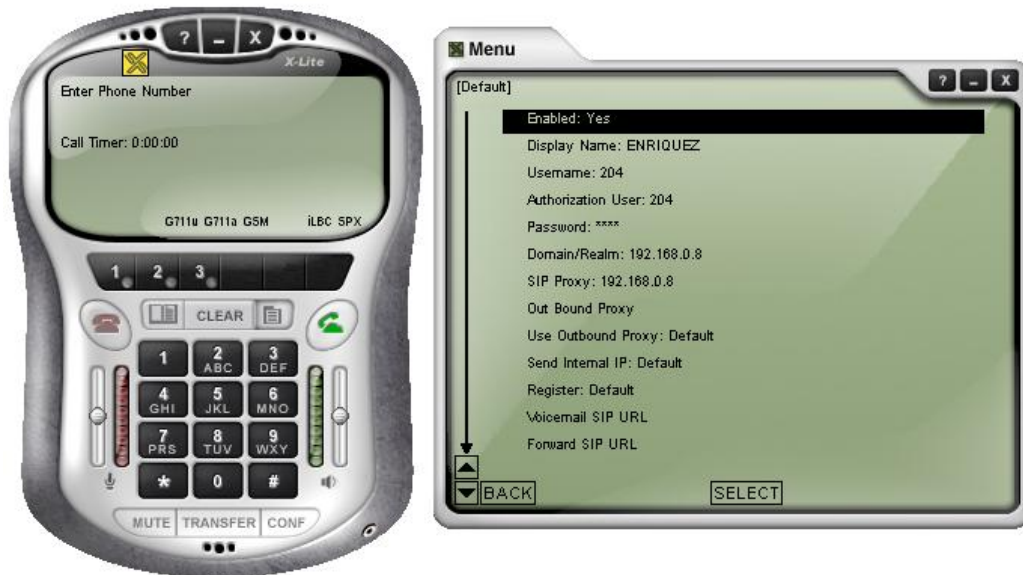 ? – X
X-Lite
Enter Phone Number
Call Timer: 0:00:00
G711u G711a GSM iLBC SPX
1 2 3
CLEAR
1 2 ABC 3 DEF
4 GHI 5 JKL 6 MNO
7 PRS 8 TUV 9 WXY
* 0 #
MUTE TRANSFER CONF
Menu
[Default]
? – X
Enabled: Yes
Display Name: ENRIQUEZ
Username: 204
Authorization User: 204
Password: ****
Domain/Realm: 192.168.0.8
SIP Proxy: 192.168.0.8
Out Bound Proxy
Use Outbound Proxy: Default
Send Internal IP: Default
Register: Default
Voicemail SIP URL
Forward SIP URL
BACK SELECT